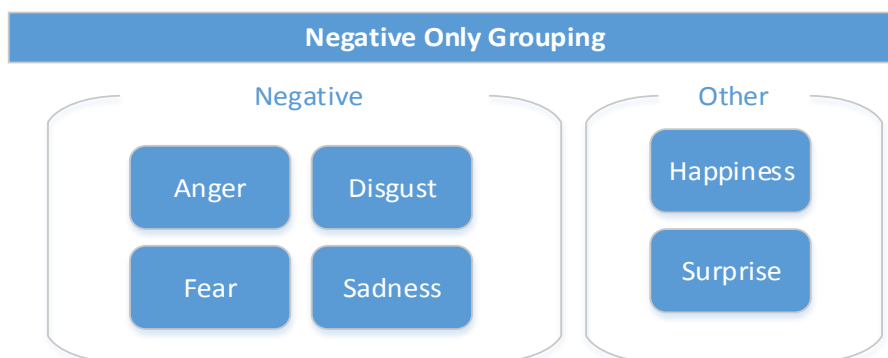 Negative Only Grouping
Negative
Anger
Disgust
Fear
Sadness
Other
Happiness
Surprise